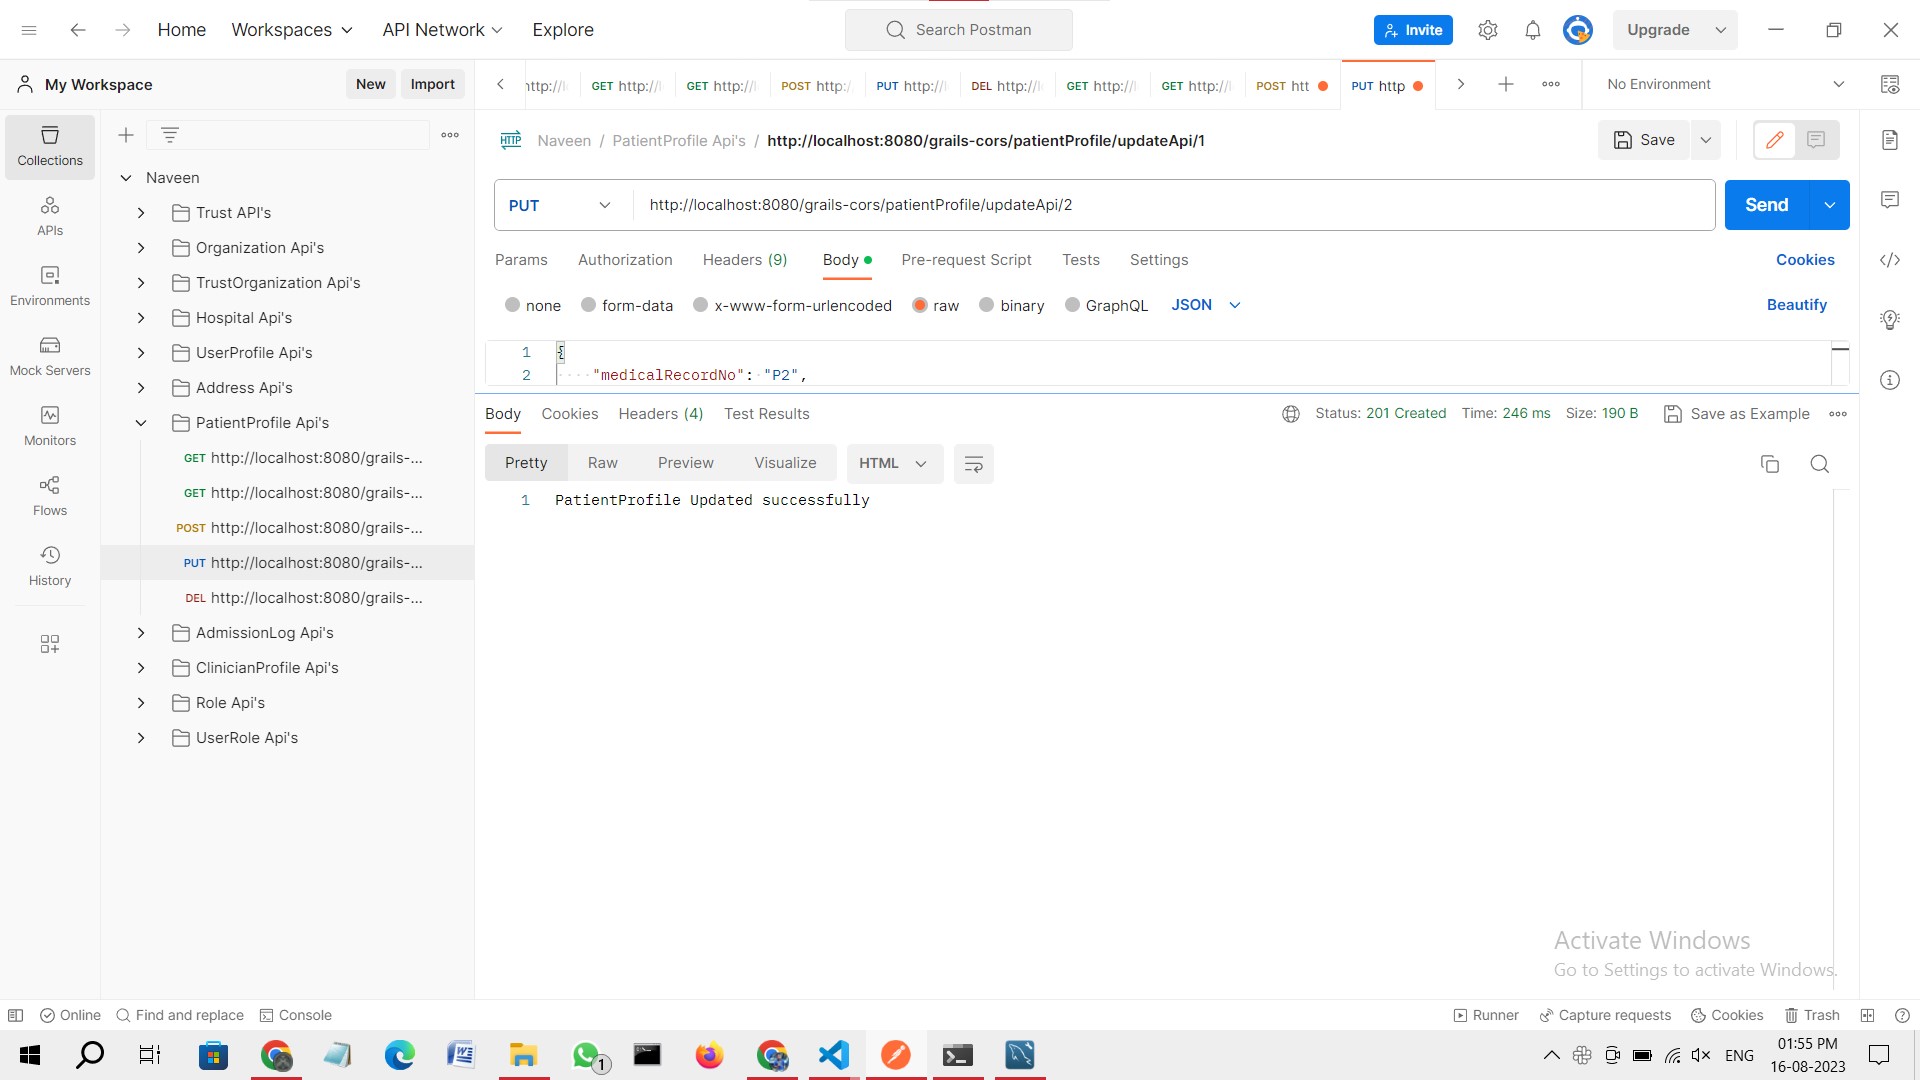 Home
Workspaces
API Network
Explore
Search Postman
Invite
Upgrade
My Workspace
New
Import
GET http://
GET http://
POST http:/
PUT http://
DEL http://
GET http://
GET http://
POST htt
PUT http
No Environment
Collections
APIs
Environments
Mock Servers
Monitors
Flows
History
Naveen
Trust API's
Organization Api's
TrustOrganization Api's
Hospital Api's
UserProfile Api's
Address Api's
PatientProfile Api's
GET http://localhost:8080/grails-...
GET http://localhost:8080/grails-...
POST http://localhost:8080/grails-...
PUT http://localhost:8080/grails-...
DEL http://localhost:8080/grails-...
AdmissionLog Api's
ClinicianProfile Api's
Role Api's
UserRole Api's
HTTP Naveen / PatientProfile Api's / http://localhost:8080/grails-cors/patientProfile/updateApi/1
Save
PUT http://localhost:8080/grails-cors/patientProfile/updateApi/2
Send
Params Authorization Headers (9) Body Pre-request Script Tests Settings Cookies
none form-data x-www-form-urlencoded raw binary GraphQL JSON Beautify
1 {
2 "medicalRecordNo": "P2",
Body Cookies Headers (4) Test Results Status: 201 Created Time: 246 ms Size: 190 B Save as Example
Pretty Raw Preview Visualize HTML
1 PatientProfile Updated successfully
Activate Windows
Go to Settings to activate Windows.
Online Find and replace Console Runner Capture requests Cookies Trash
1
ENG
01:55 PM
16-08-2023